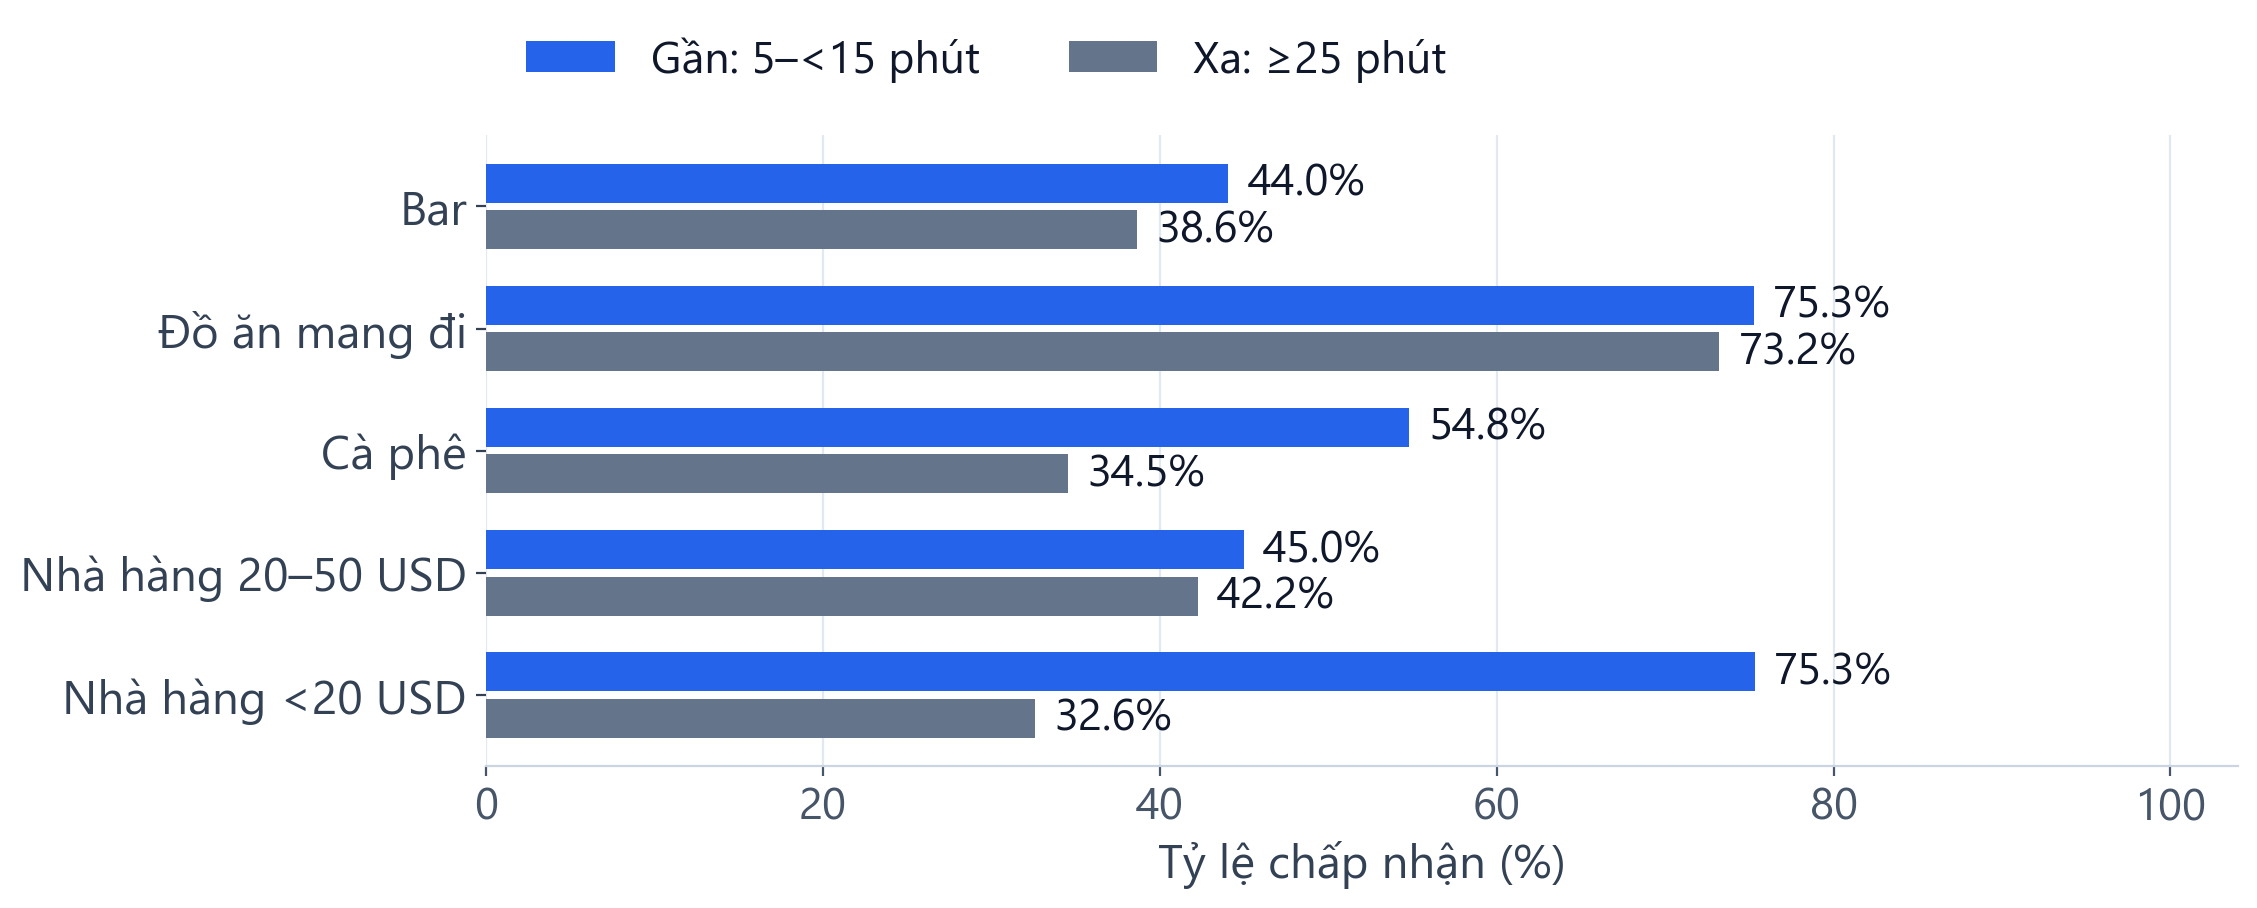 Gần: 5–<15 phút
Xa: ≥25 phút
Bar
44.0%
38.6%
Đồ ăn mang đi
75.3%
73.2%
Cà phê
54.8%
34.5%
Nhà hàng 20–50 USD
45.0%
42.2%
Nhà hàng <20 USD
75.3%
32.6%
0 20 40 60 80 100
Tỷ lệ chấp nhận (%)